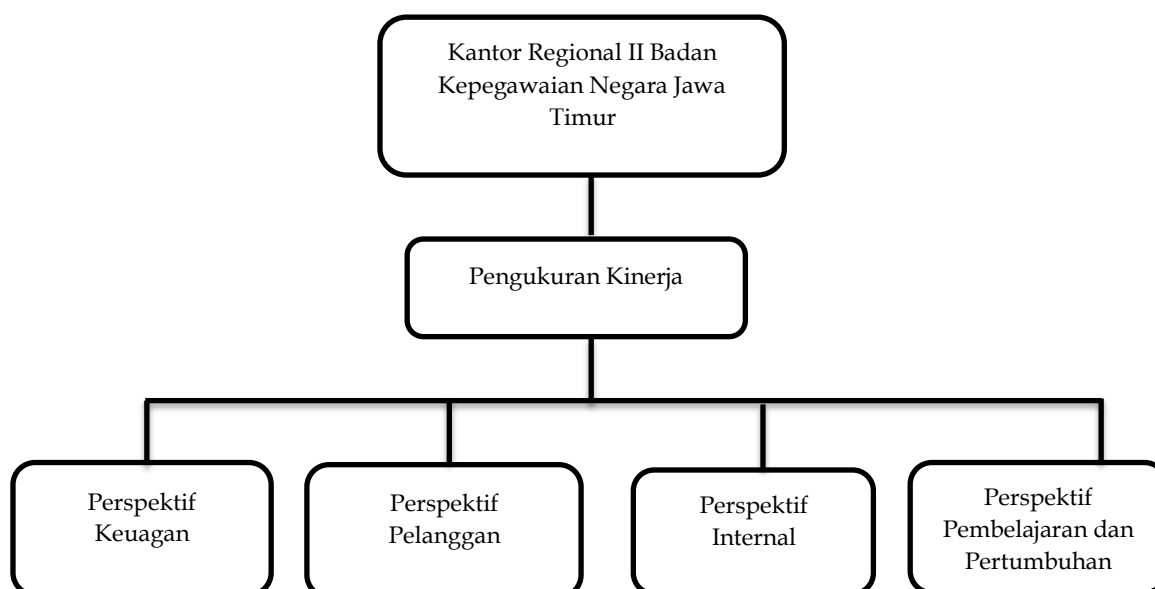 Kantor Regional II Badan
Kepegawaian Negara Jawa
Timur
Pengukuran Kinerja
Perspektif
Keuagan
Perspektif
Pelanggan
Perspektif
Internal
Perspektif
Pembelajaran dan
Pertumbuhan